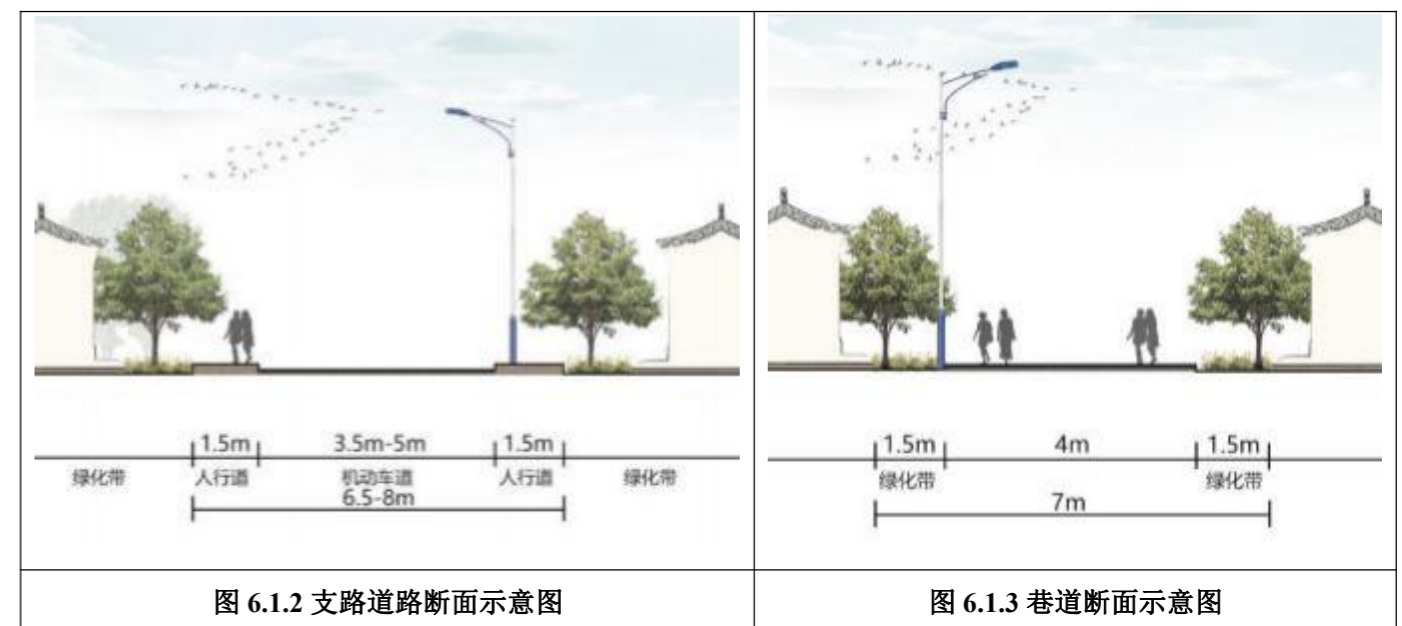 1.5m 3.5m-5m 1.5m
绿化带 人行道 机动车道 人行道 绿化带
6.5-8m
图 6.1.2 支路道路断面示意图
1.5m 4m 1.5m
绿化带 绿化带
7m
图 6.1.3 巷道断面示意图